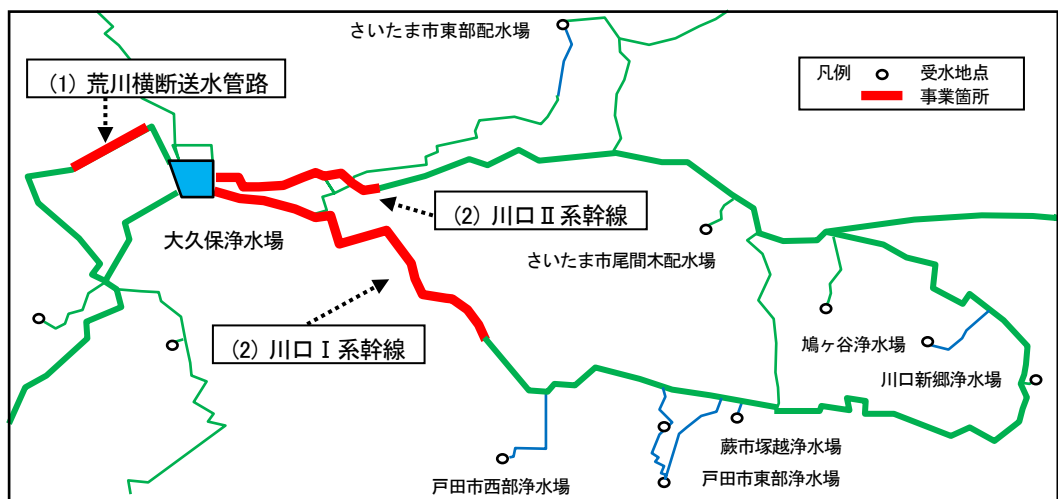 さいたま市東部配水場
(1) 荒川横断送水管路
凡例 受水地点
事業箇所
(2) 川口Ⅱ系幹線
大久保浄水場
さいたま市尾間木配水場
(2) 川口Ⅰ系幹線
鳩ヶ谷浄水場
川口新郷浄水場
蕨市塚越浄水場
戸田市東部浄水場
戸田市西部浄水場